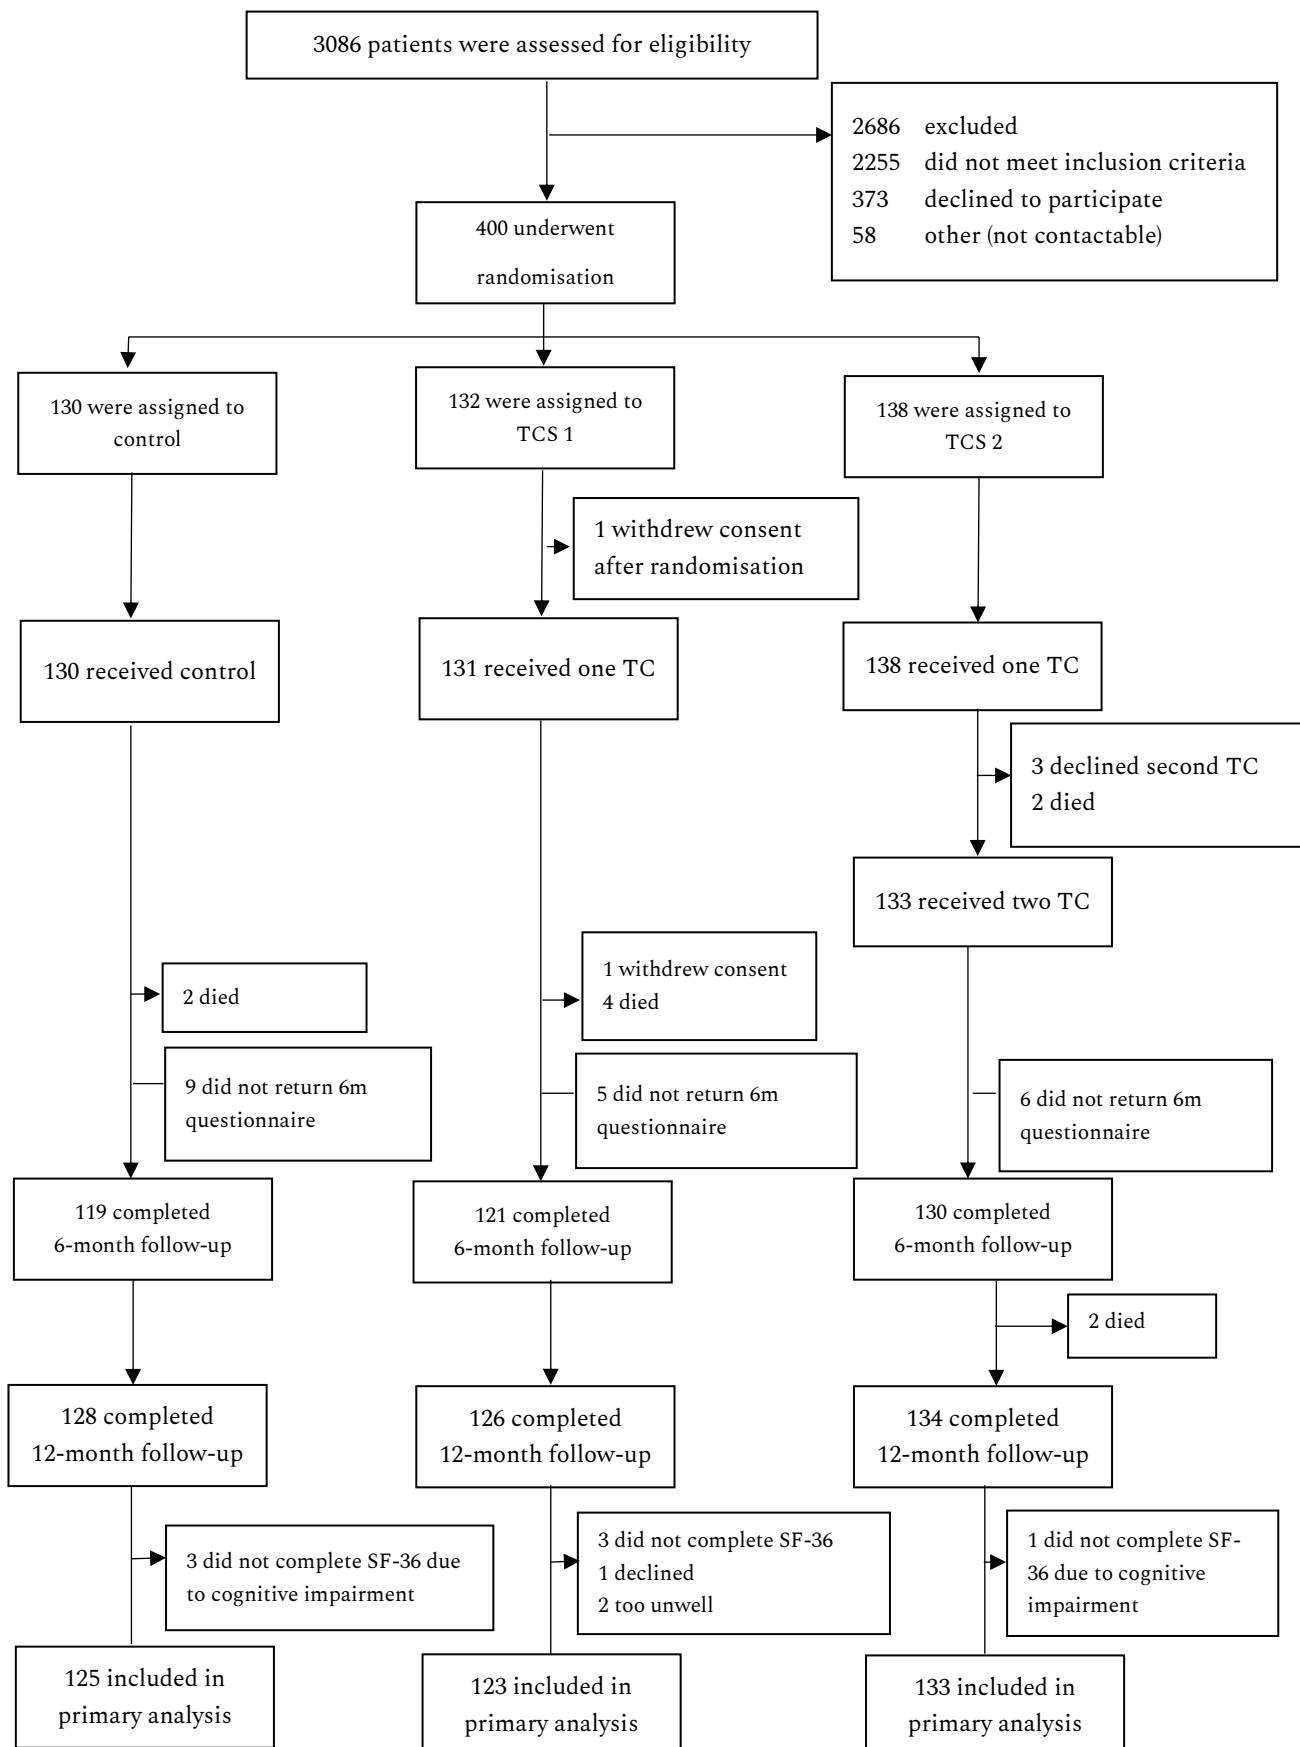 3086 patients were assessed for eligibility
2686 excluded
2255 did not meet inclusion criteria
373 declined to participate
58 other (not contactable)
400 underwent
randomisation
130 were assigned to
control
132 were assigned to
TCS 1
138 were assigned to
TCS 2
1 withdrew consent
after randomisation
130 received control
131 received one TC
138 received one TC
3 declined second TC
2 died
133 received two TC
2 died
1 withdrew consent
4 died
9 did not return 6m
questionnaire
5 did not return 6m
questionnaire
6 did not return 6m
questionnaire
119 completed
6-month follow-up
121 completed
6-month follow-up
130 completed
6-month follow-up
2 died
128 completed
12-month follow-up
126 completed
12-month follow-up
134 completed
12-month follow-up
3 did not complete SF-36 due
to cognitive impairment
3 did not complete SF-36
1 declined
2 too unwell
1 did not complete SF-
36 due to cognitive
impairment
125 included in
primary analysis
123 included in
primary analysis
133 included in
primary analysis